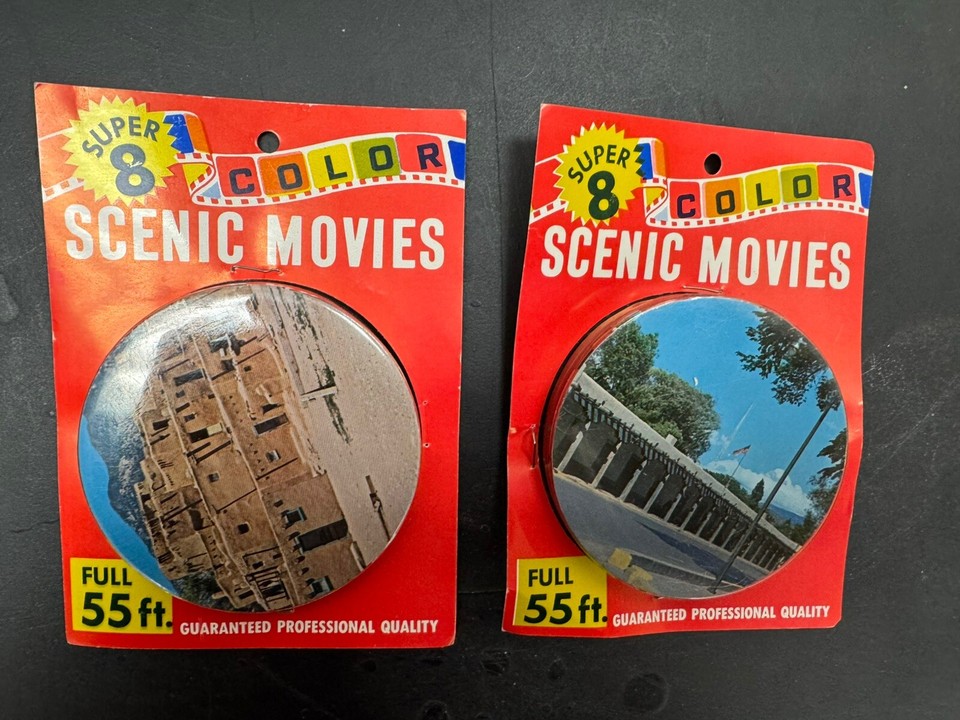 SUPER
8
COLOR
SCENIC MOVIES
FULL
55 ft.
GUARANTEED PROFESSIONAL QUALITY
SUPER
8
COLOR
SCENIC MOVIES
FULL
55 ft.
GUARANTEED PROFESSIONAL QUALITY